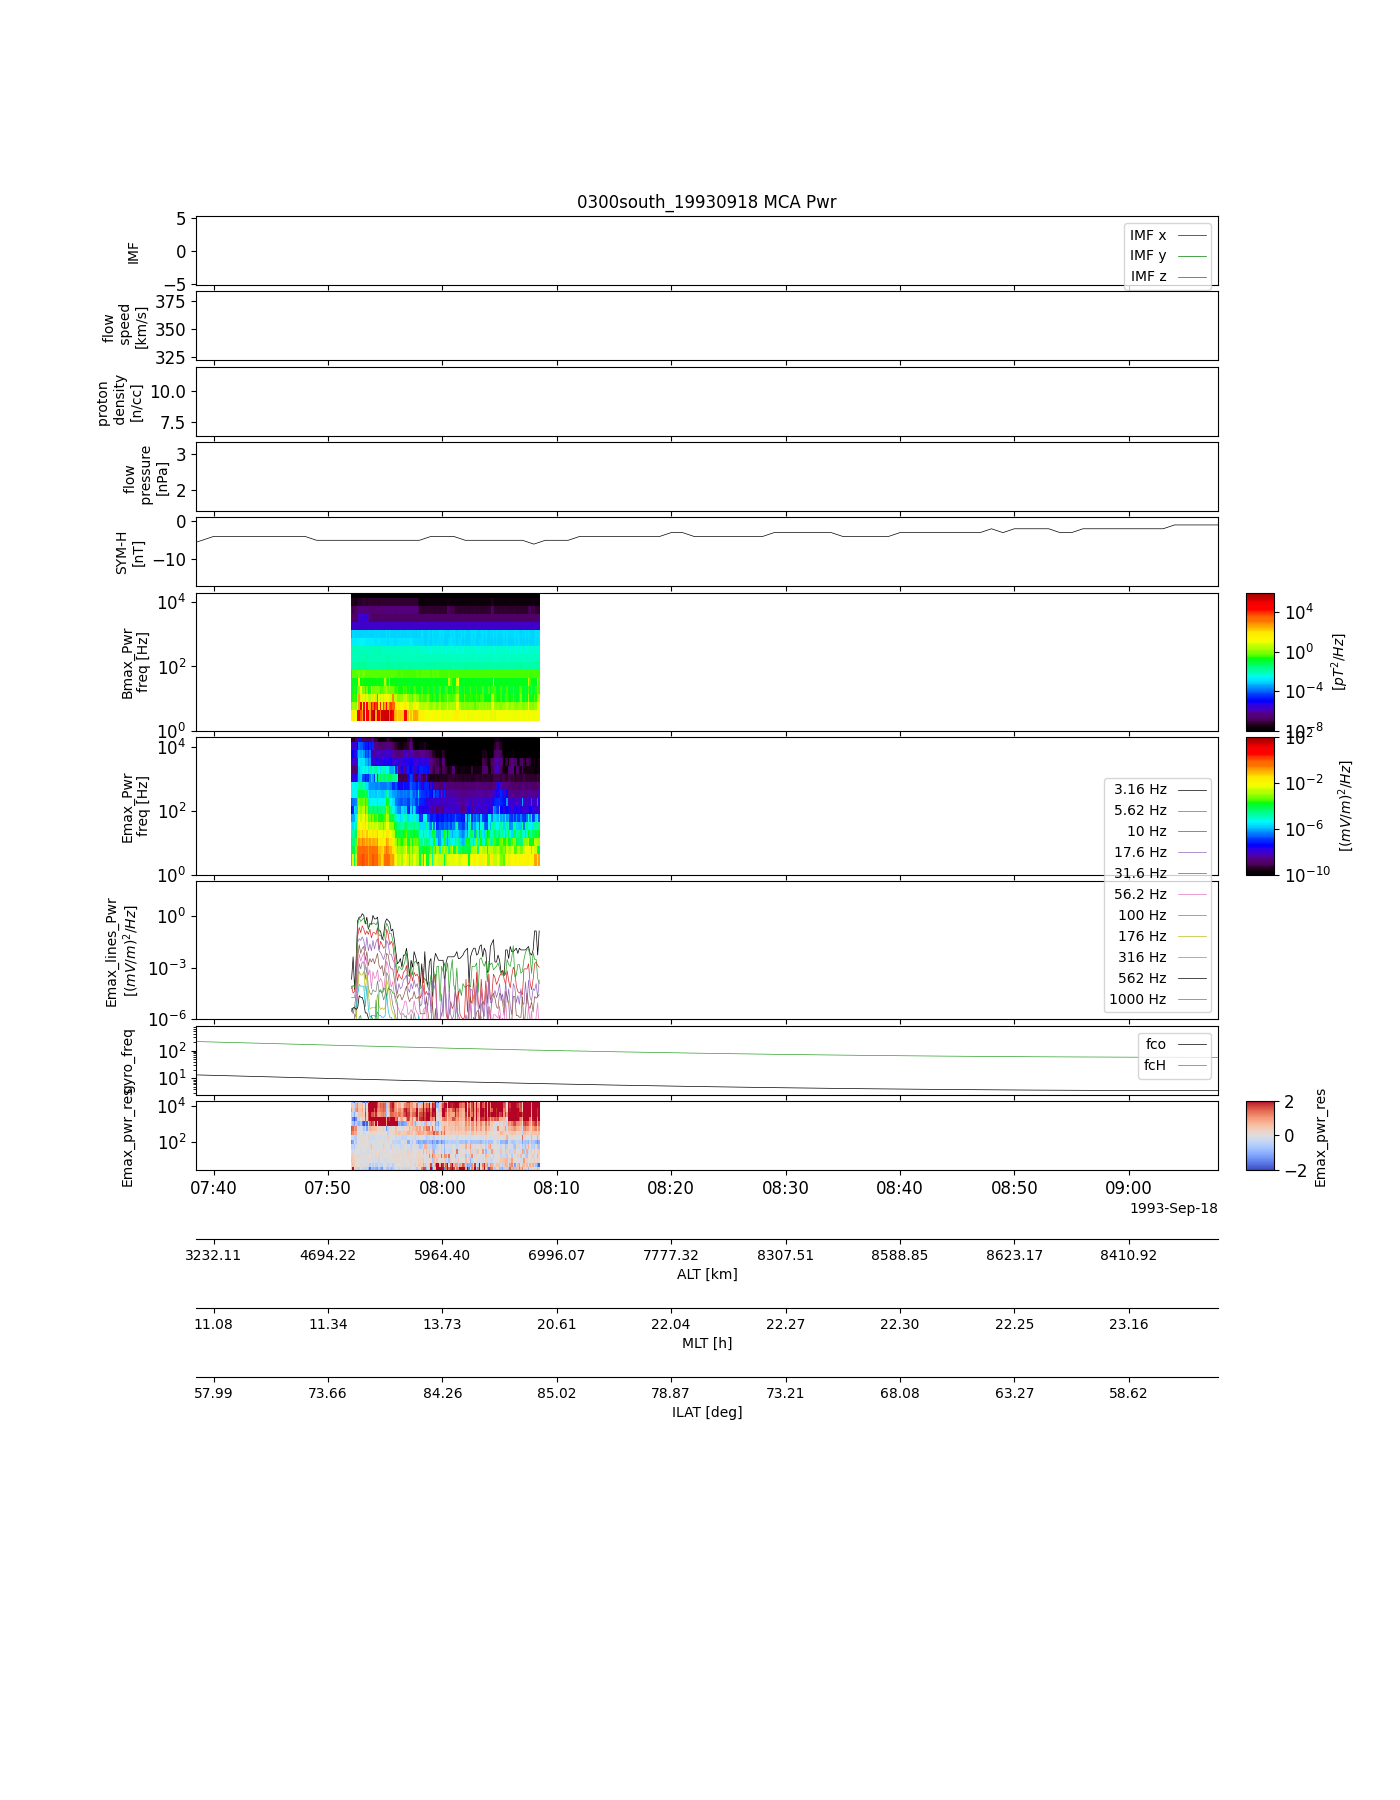 0300south_19930918 MCA Pwr
5
0
−5
IMF
IMF x
IMF y
IMF z
375
350
325
flow
speed
[km/s]
10.0
7.5
proton
density
[n/cc]
3
2
flow
pressure
[nPa]
0
−10
SYM-H
[nT]
10^4
10^2
10^0
Bmax_Pwr
freq [Hz]
10^4
10^0
10^−4
10^−8
[pT^2/Hz]
10^4
10^2
10^0
Emax_Pwr
freq [Hz]
10^2
10^−2
10^−6
10^−10
[(mV/m)^2/Hz]
3.16 Hz
5.62 Hz
10 Hz
17.6 Hz
31.6 Hz
56.2 Hz
100 Hz
176 Hz
316 Hz
562 Hz
1000 Hz
10^0
10^−3
10^−6
Emax_lines_Pwr
[(mV/m)^2/Hz]
10^2
10^1
gyro_freq
fco
fcH
10^4
10^2
Emax_pwr_res
2
0
−2
Emax_pwr_res
07:40 07:50 08:00 08:10 08:20 08:30 08:40 08:50 09:00
1993-Sep-18
3232.11 4694.22 5964.40 6996.07 7777.32 8307.51 8588.85 8623.17 8410.92
ALT [km]
11.08 11.34 13.73 20.61 22.04 22.27 22.30 22.25 23.16
MLT [h]
57.99 73.66 84.26 85.02 78.87 73.21 68.08 63.27 58.62
ILAT [deg]